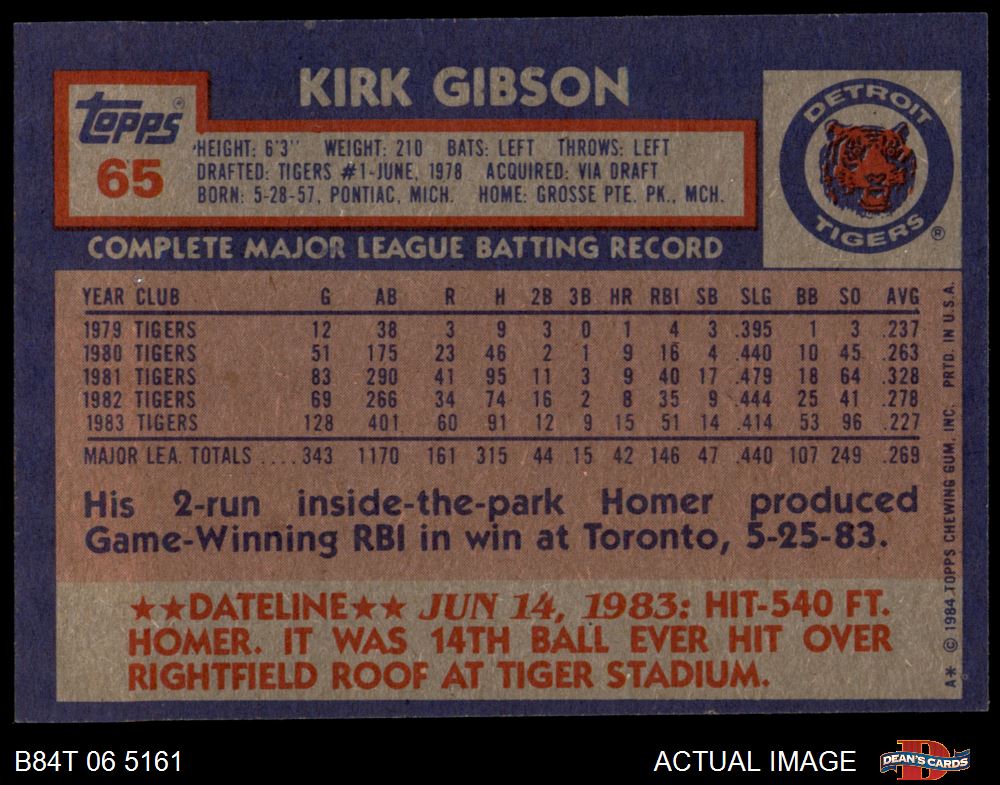 KIRK GIBSON
topps®
65
HEIGHT: 6'3" WEIGHT: 210 BATS: LEFT THROWS: LEFT
DRAFTED: TIGERS #1-JUNE, 1978 ACQUIRED: VIA DRAFT
BORN: 5-28-57, PONTIAC, MICH. HOME: GROSSE PTE. PK., MCH.
DETROIT
TIGERS®
COMPLETE MAJOR LEAGUE BATTING RECORD
YEAR CLUB G AB R H 2B 3B HR RBI SB SLG BB SO AVG
1979 TIGERS 12 38 3 9 3 0 1 4 3 .395 1 3 .237
1980 TIGERS 51 175 23 46 2 1 9 16 4 .440 10 45 .263
1981 TIGERS 83 290 41 95 11 3 9 40 17 .479 18 64 .328
1982 TIGERS 69 266 34 74 16 2 8 35 9 .444 25 41 .278
1983 TIGERS 128 401 60 91 12 9 15 51 14 .414 53 96 .227
MAJOR LEA. TOTALS ....343 1170 161 315 44 15 42 146 47 .440 107 249 .269
His 2-run inside-the-park Homer produced
Game-Winning RBI in win at Toronto, 5-25-83.
★★DATELINE★★ JUN 14, 1983: HIT-540 FT.
HOMER. IT WAS 14TH BALL EVER HIT OVER
RIGHTFIELD ROOF AT TIGER STADIUM.
A* © 1984 TOPPS CHEWING GUM, INC. PRTD. IN U.S.A.
B84T 06 5161
ACTUAL IMAGE
DEAN'S CARDS